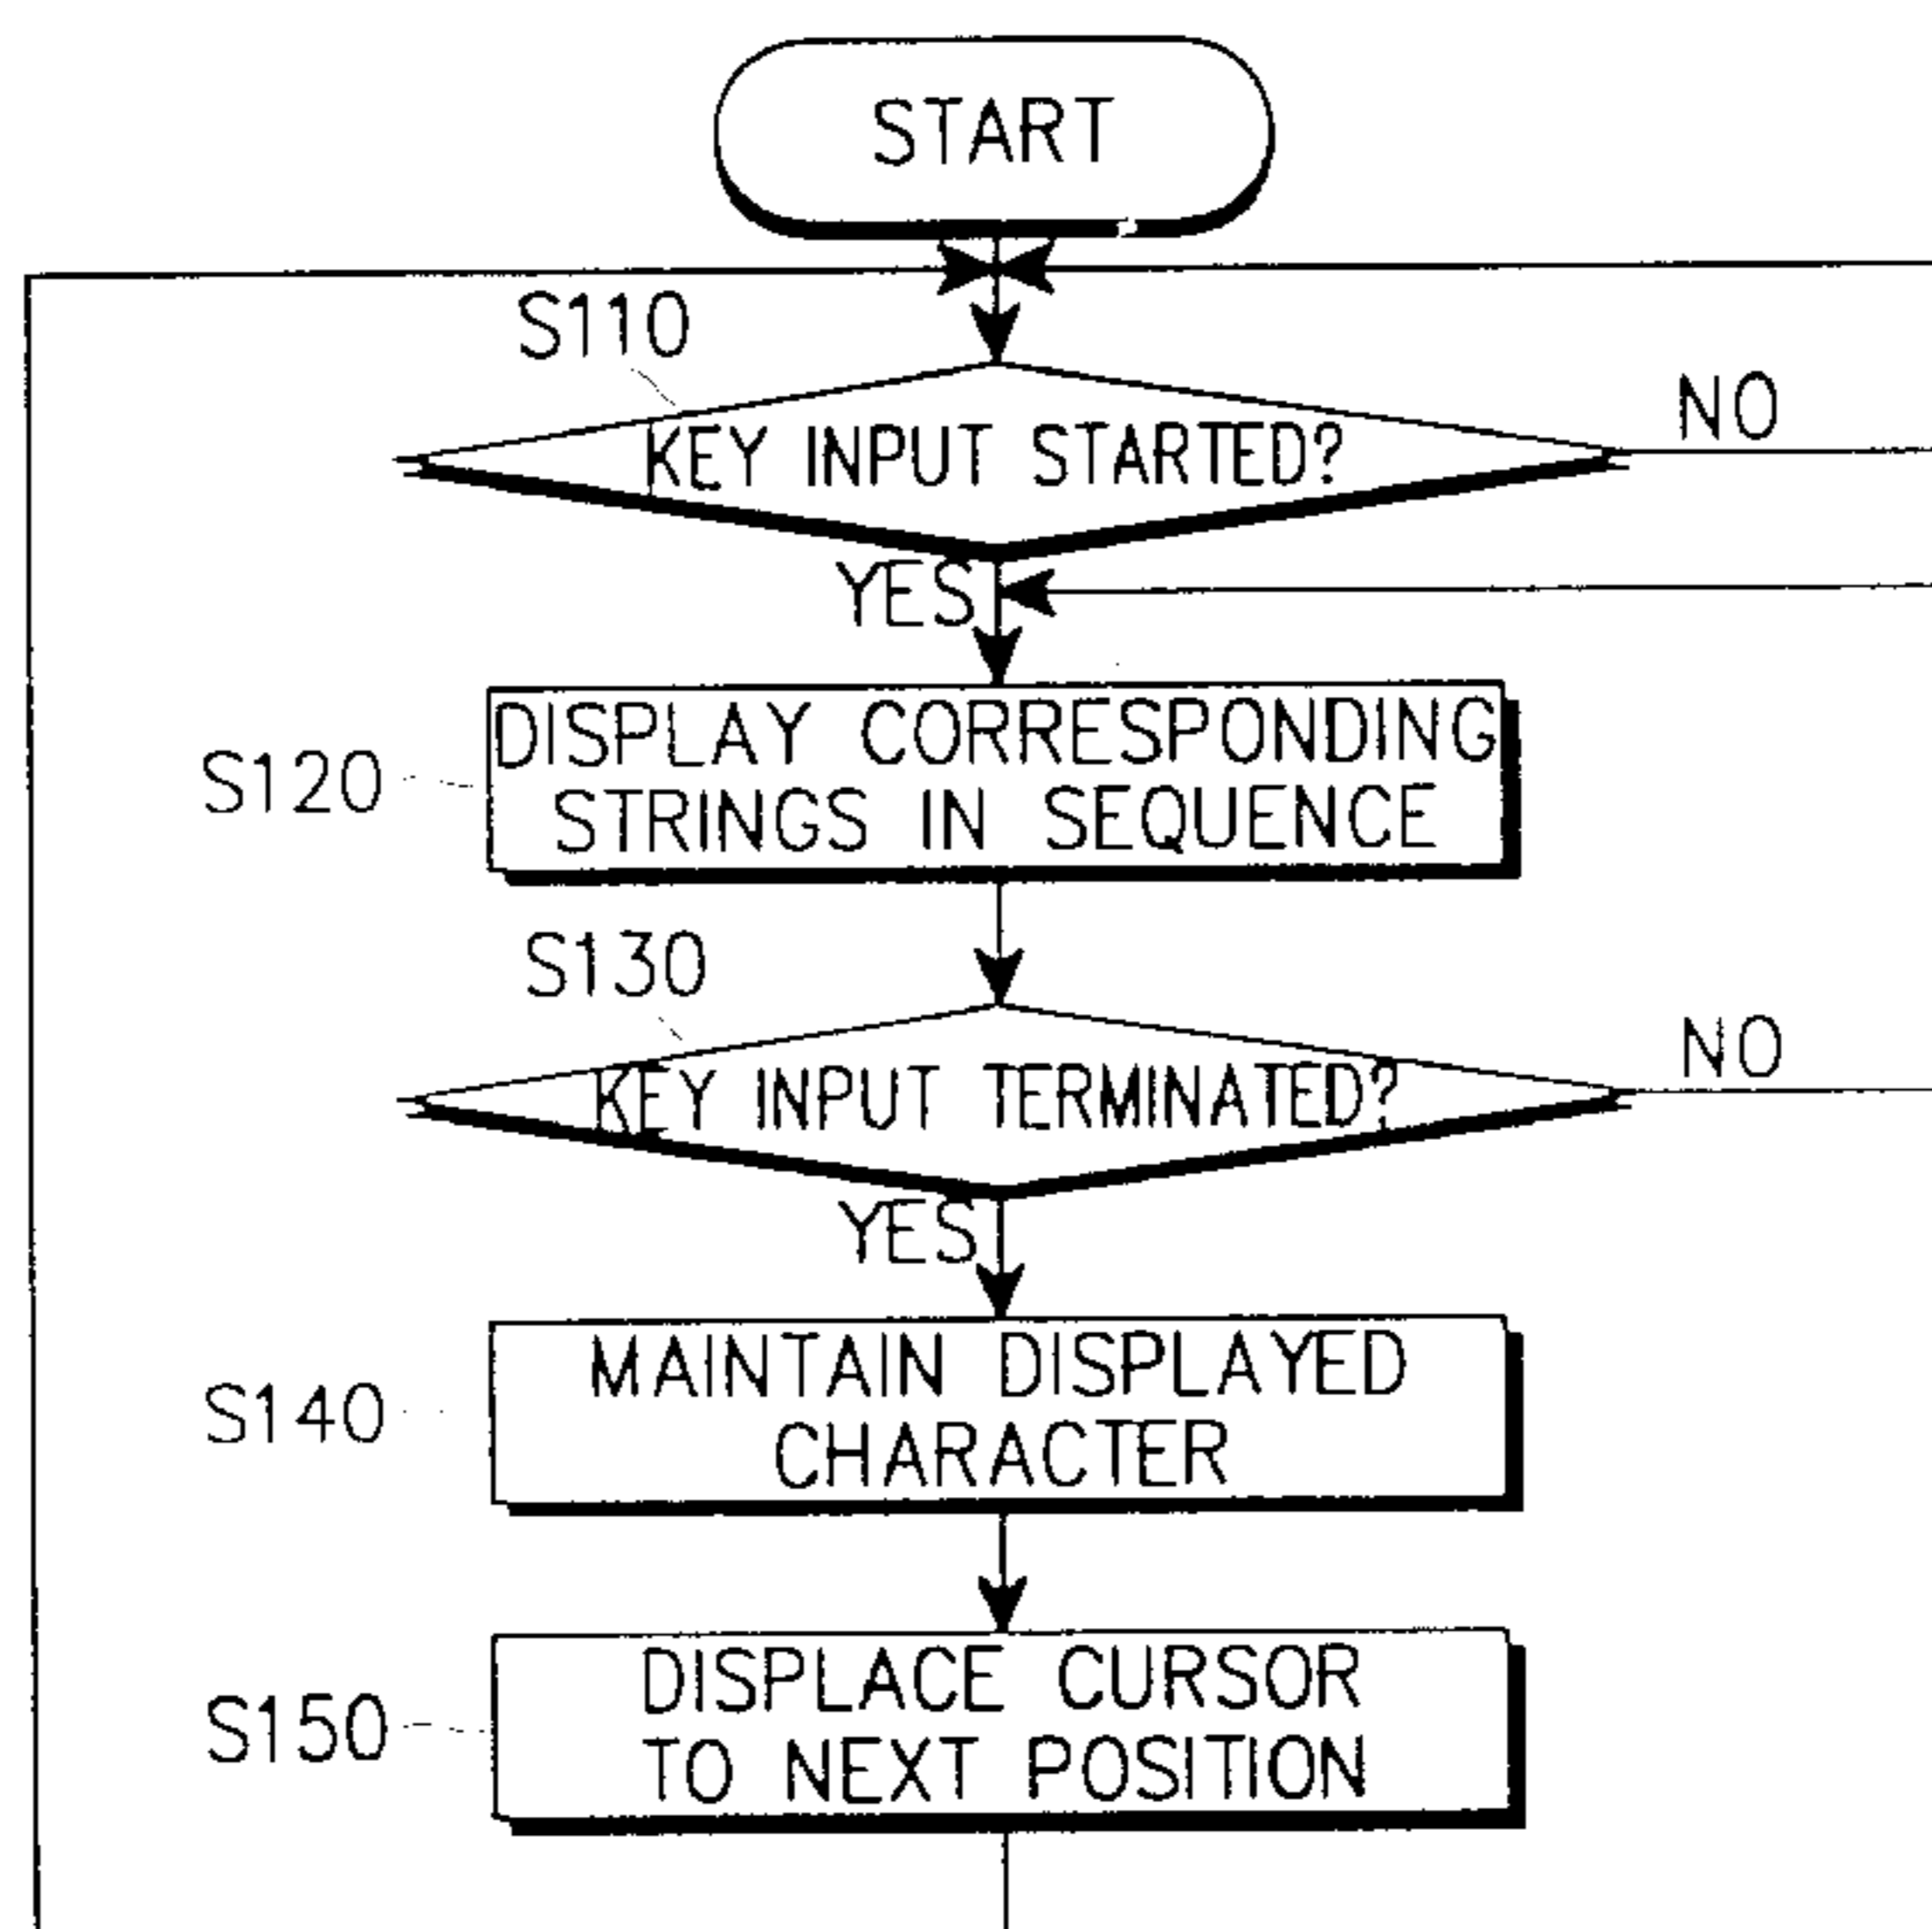 START
S110
KEY INPUT STARTED?
NO
YES
DISPLAY CORRESPONDING
STRINGS IN SEQUENCE
S120
S130
KEY INPUT TERMINATED?
NO
YES
MAINTAIN DISPLAYED
CHARACTER
S140
DISPLACE CURSOR
TO NEXT POSITION
S150